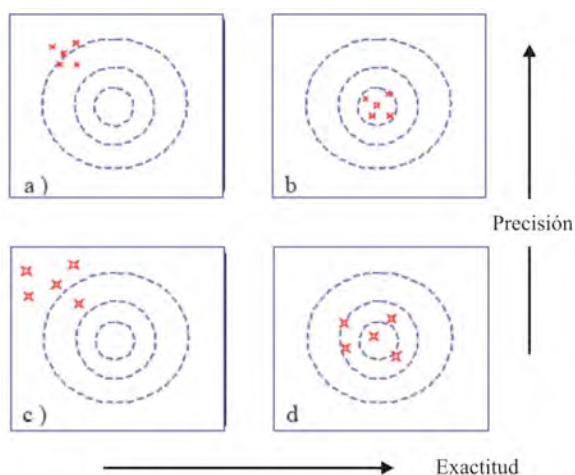 a )
b
Precisión
c )
d
Exactitud